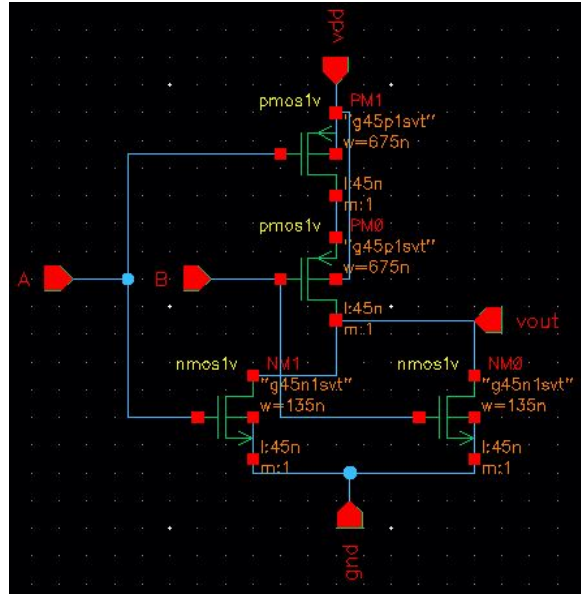 vdd
pmos1v PM1
"g45p1svt"
w=675n
l:45n
m:1
pmos1v PM0
"g45p1svt"
w=675n
l:45n
m:1
A
B
vout
nmos1v NM1
"g45n1svt"
w=135n
l:45n
m:1
nmos1v NM0
"g45n1svt"
w=135n
l:45n
m:1
gnd